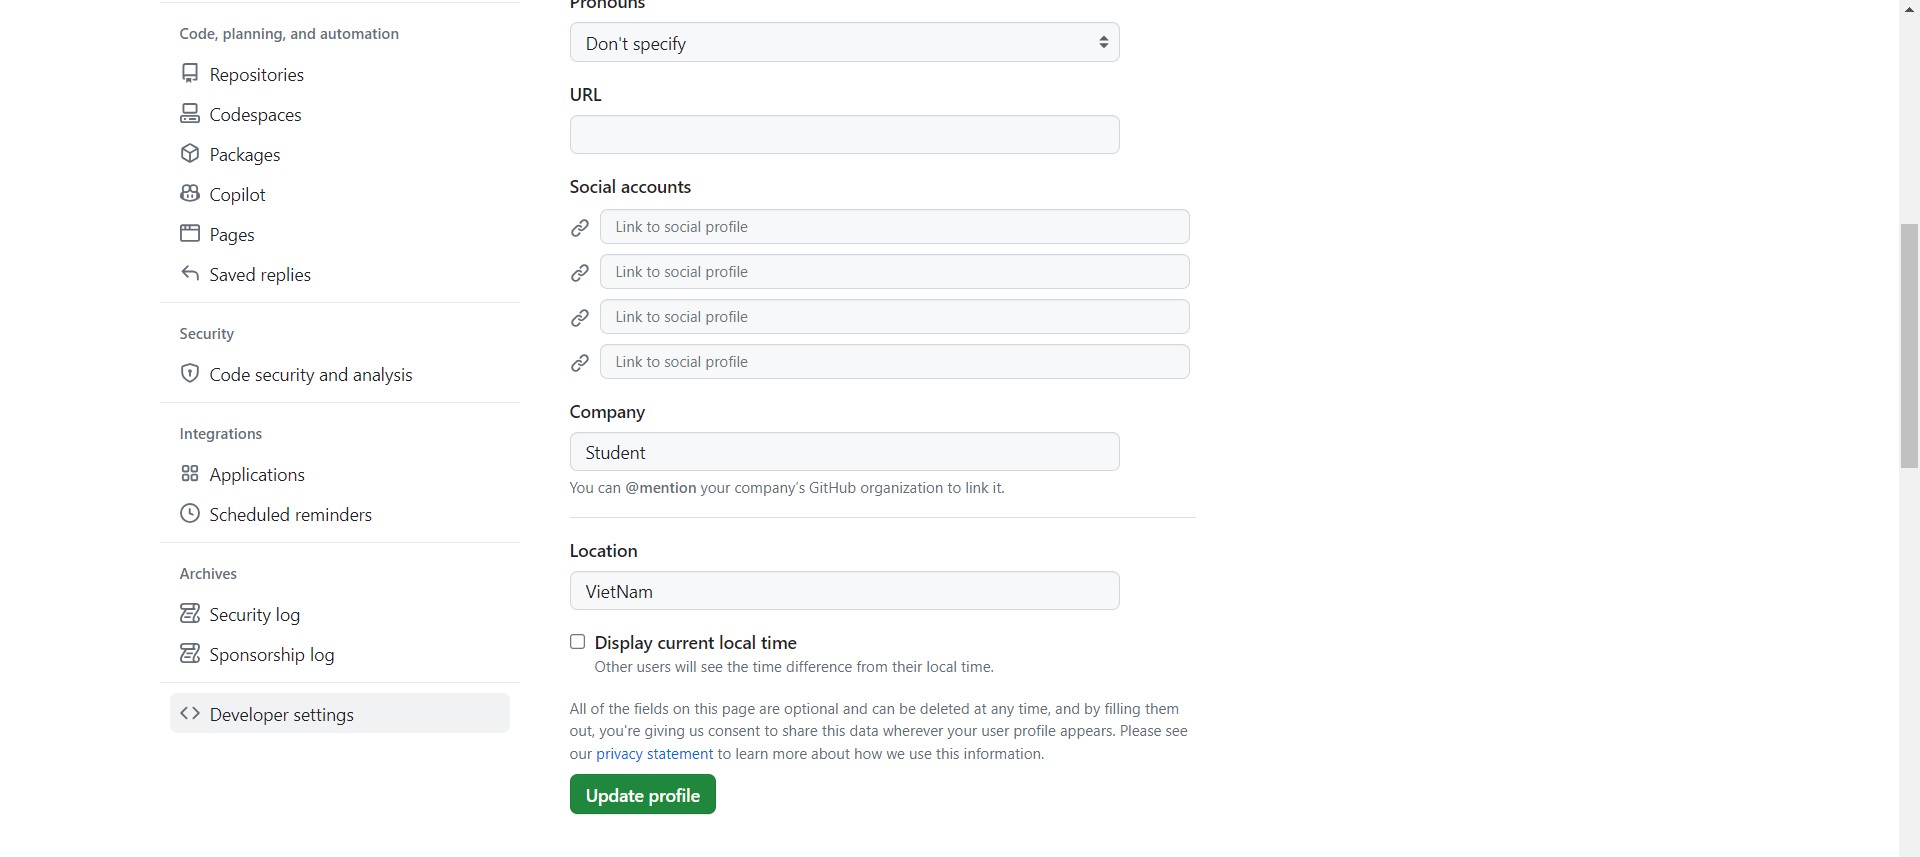 Code, planning, and automation
Repositories
Codespaces
Packages
Copilot
Pages
Saved replies
Security
Code security and analysis
Integrations
Applications
Scheduled reminders
Archives
Security log
Sponsorship log
Developer settings
Pronouns
Don't specify
URL
Social accounts
Link to social profile
Link to social profile
Link to social profile
Link to social profile
Company
Student
You can @mention your company's GitHub organization to link it.
Location
VietNam
Display current local time
Other users will see the time difference from their local time.
All of the fields on this page are optional and can be deleted at any time, and by filling them
out, you're giving us consent to share this data wherever your user profile appears. Please see
our privacy statement to learn more about how we use this information.
Update profile